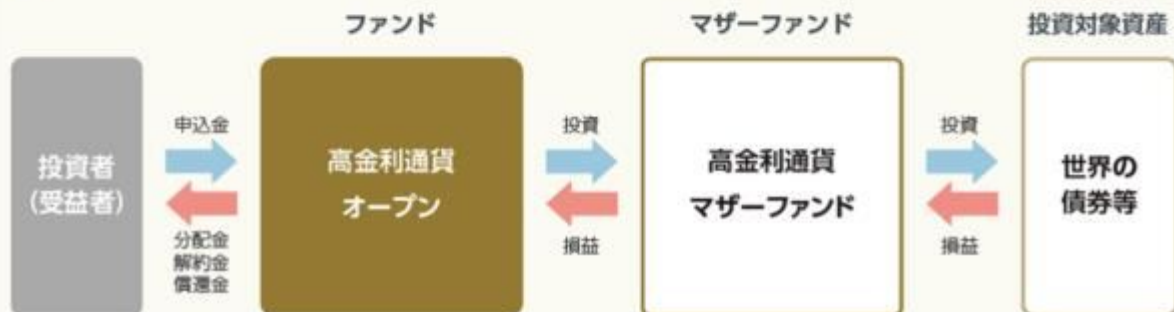 ファンド
マザーファンド
投資対象資産
投資者
(受益者)
申込金
分配金
解約金
償還金
高金利通貨
オープン
投資
損益
高金利通貨
マザーファンド
投資
損益
世界の
債券等